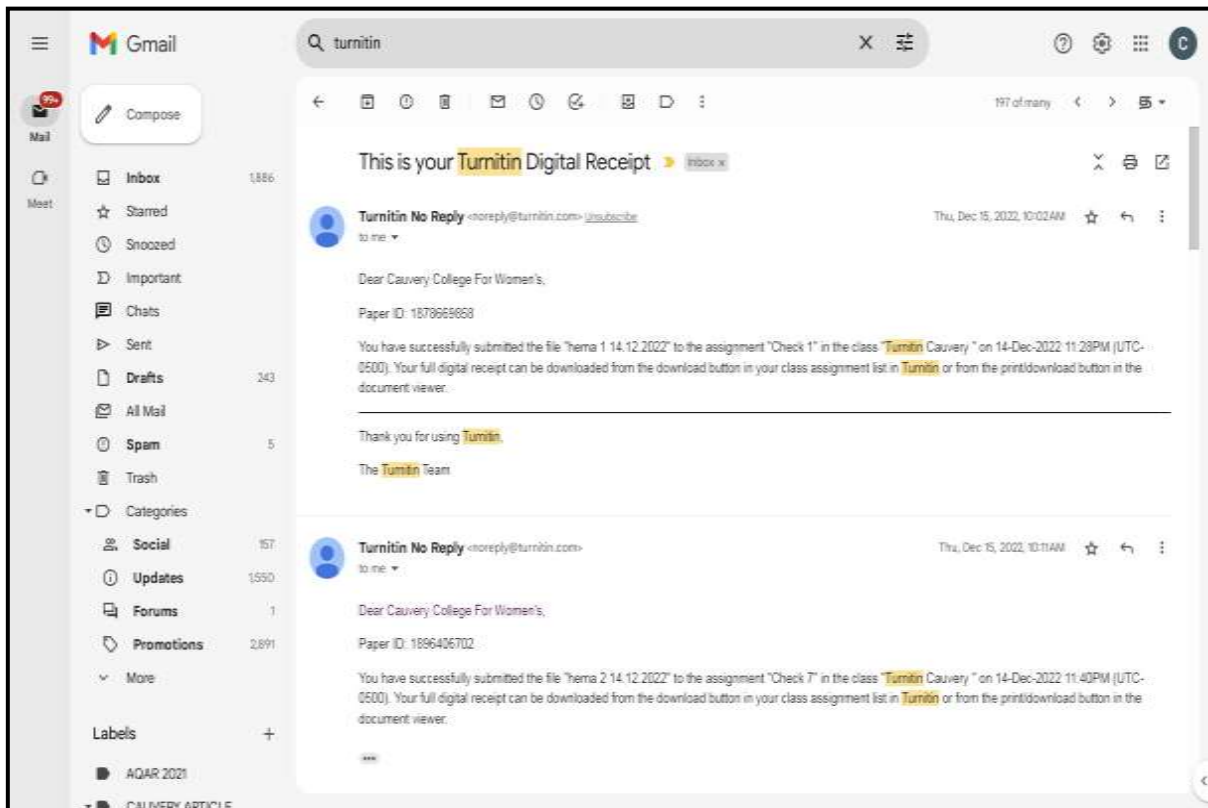 Gmail
turnitin
C
99+
Mail
Meet
Compose
Inbox 1,886
Starred
Snoozed
Important
Chats
Sent
Drafts 243
All Mail
Spam 5
Trash
Categories
Social 157
Updates 1,550
Forums 1
Promotions 2,891
More
Labels +
AQAR 2021
CAUVERY ARTICLE
197 of many
This is your Turnitin Digital Receipt Inbox x
Turnitin No Reply <noreply@turnitin.com> Unsubscribe Thu, Dec 15, 2022, 10:02AM
to me
Dear Cauvery College For Women's,
Paper ID: 1878669858
You have successfully submitted the file "hema 1 14.12.2022" to the assignment "Check 1" in the class "Turnitin Cauvery " on 14-Dec-2022 11:28PM (UTC-
0500). Your full digital receipt can be downloaded from the download button in your class assignment list in Turnitin or from the print/download button in the
document viewer.
Thank you for using Turnitin,
The Turnitin Team
Turnitin No Reply <noreply@turnitin.com> Thu, Dec 15, 2022, 10:11AM
to me
Dear Cauvery College For Women's,
Paper ID: 1896406702
You have successfully submitted the file "hema 2 14.12.2022" to the assignment "Check 7" in the class "Turnitin Cauvery " on 14-Dec-2022 11:40PM (UTC-
0500). Your full digital receipt can be downloaded from the download button in your class assignment list in Turnitin or from the print/download button in the
document viewer.